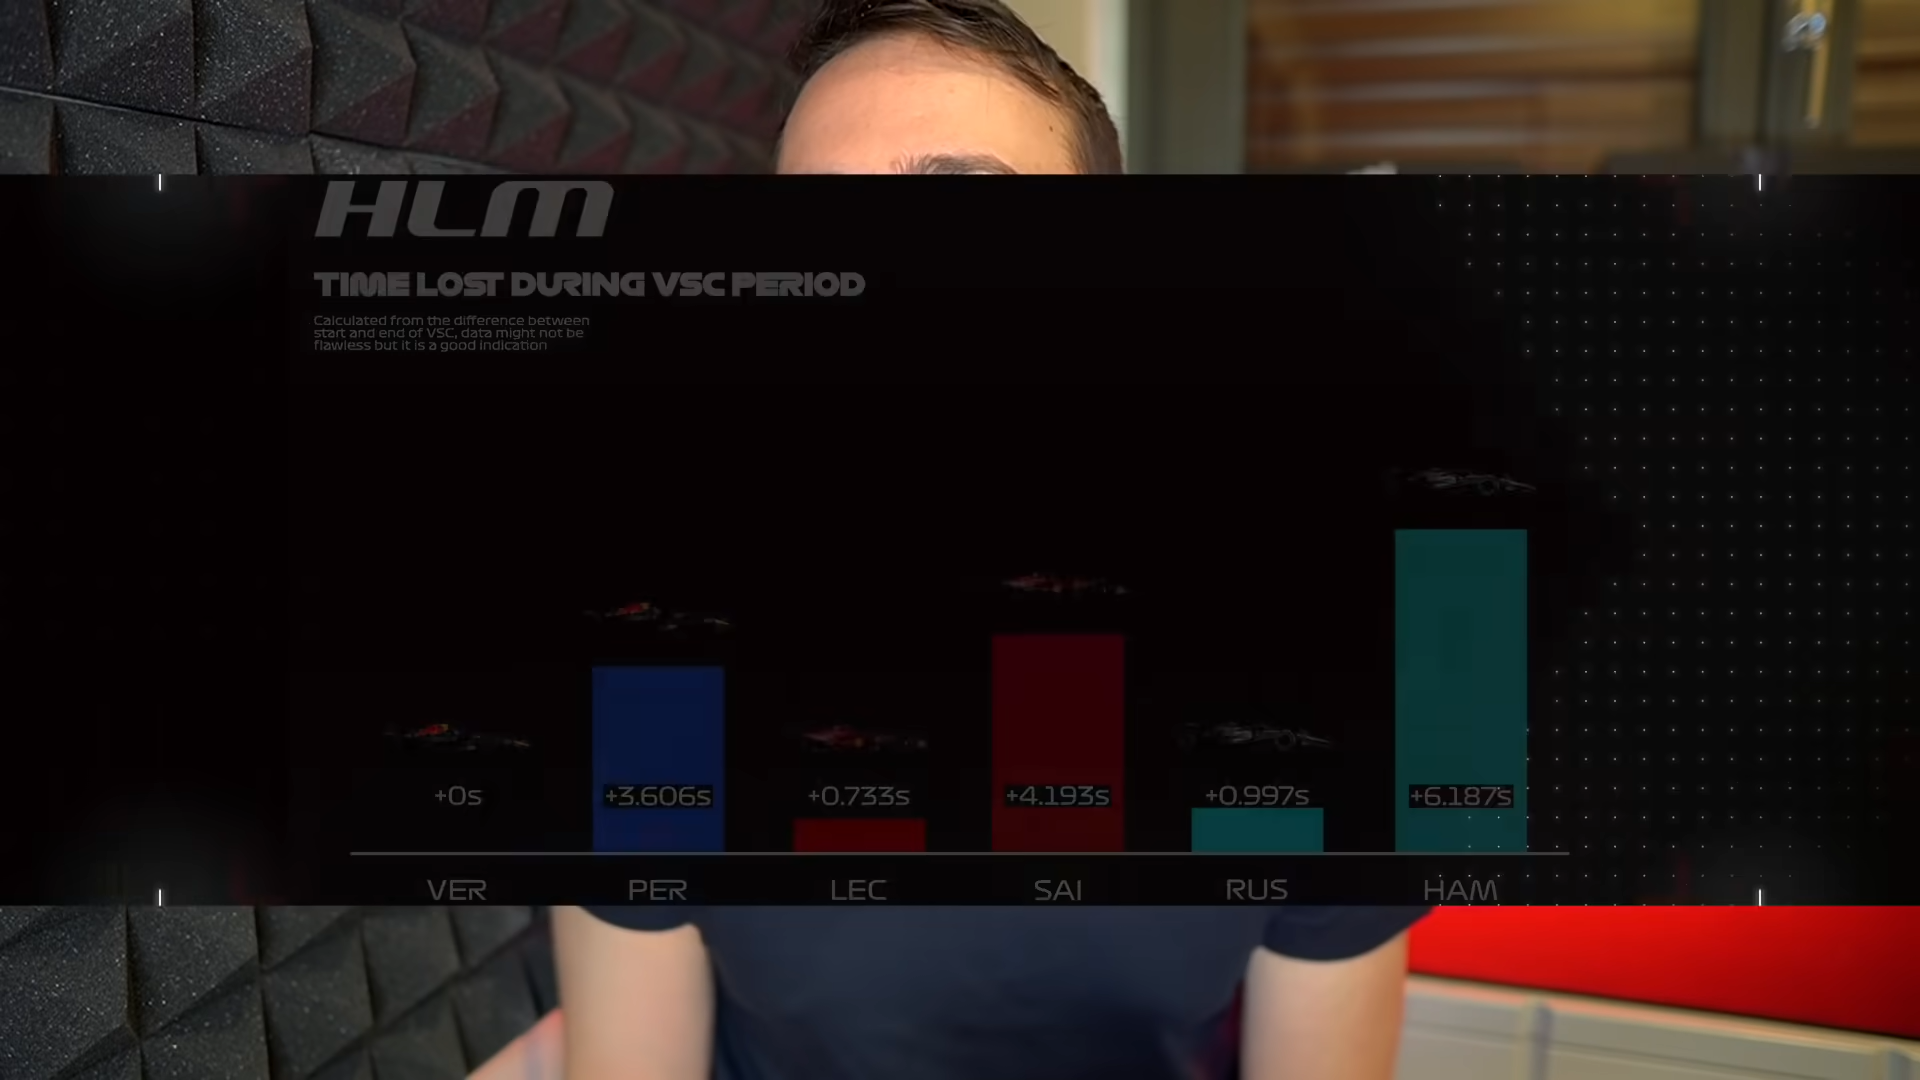 HLM
TIME LOST DURING VSC PERIOD
Calculated from the difference between
start and end of VSC, data might not be
flawless but it is a good indication
+0s +3.606s +0.733s +4.193s +0.997s +6.187s
VER PER LEC SAI RUS HAM